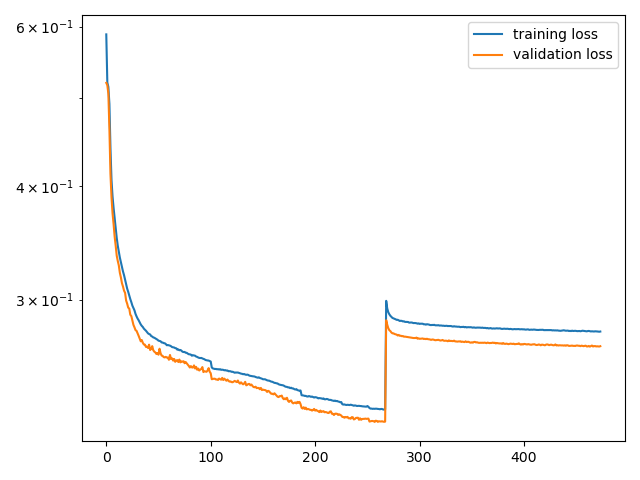 6 × 10⁻¹
4 × 10⁻¹
3 × 10⁻¹
0 100 200 300 400
training loss
validation loss